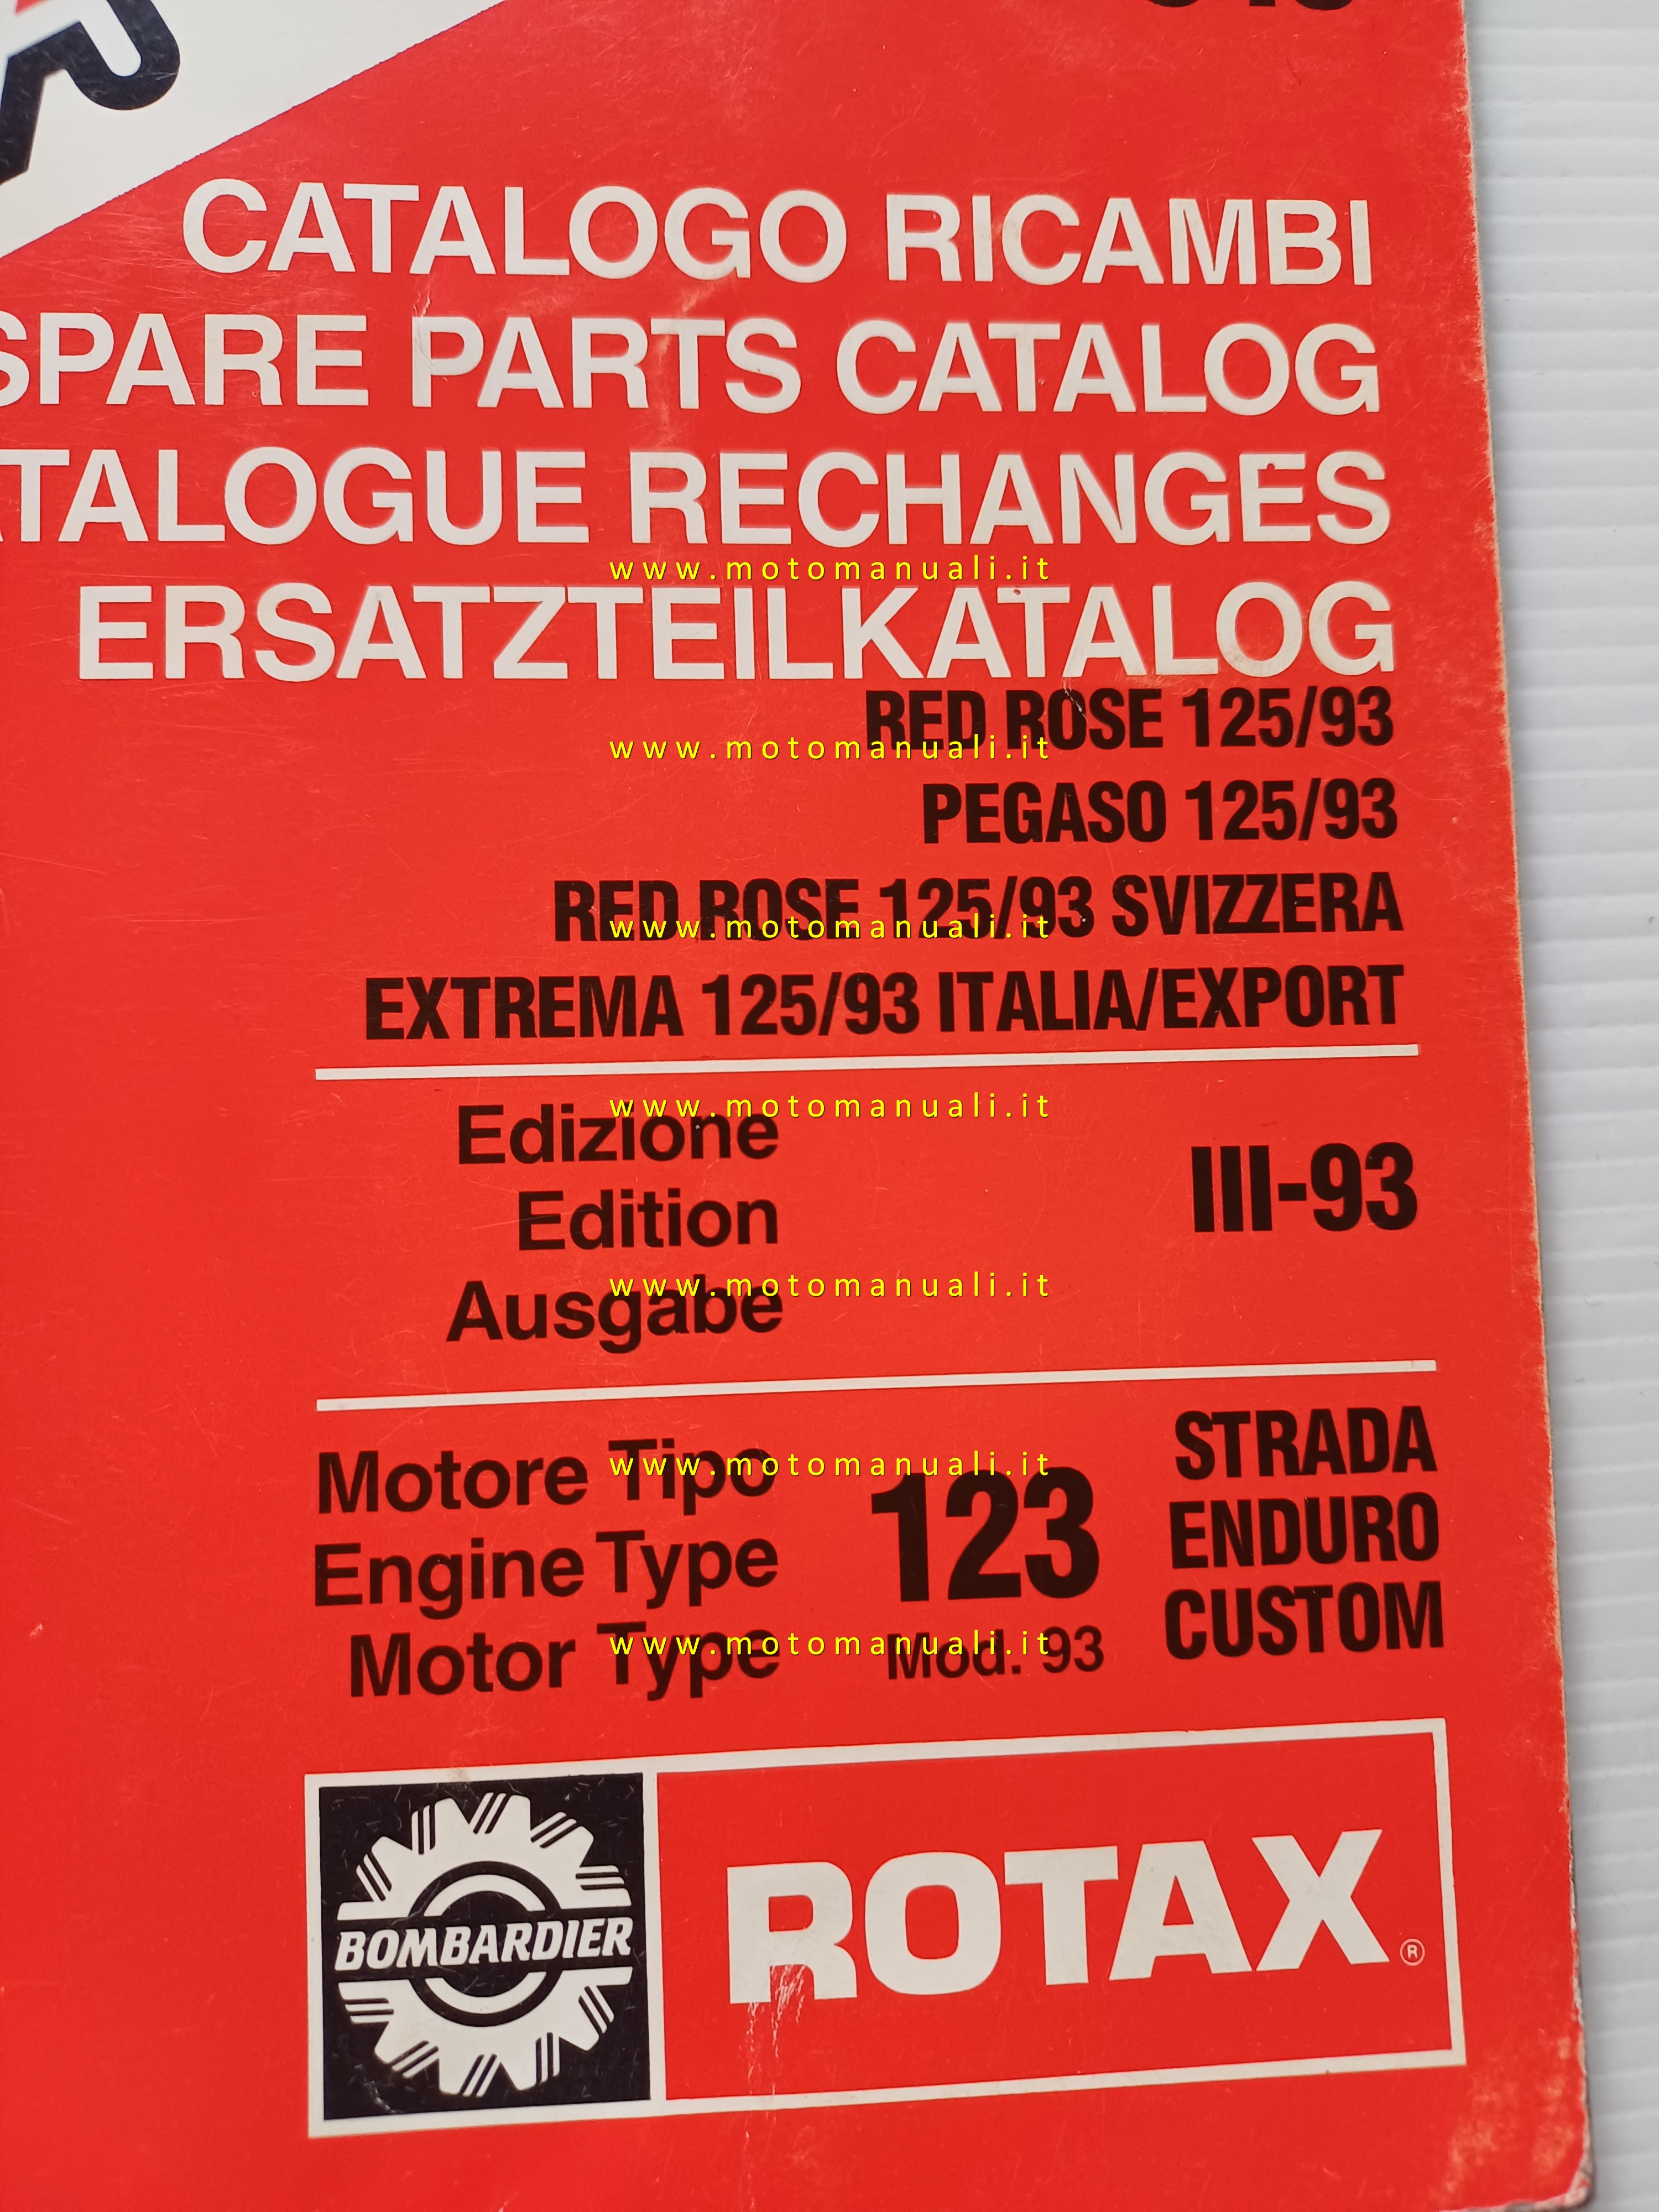 CATALOGO RICAMBI
SPARE PARTS CATALOG
ATALOGUE RECHANGES
www.motomanuali.it
ERSATZTEILKATALOG
RED ROSE 125/93
www.motomanuali.it
PEGASO 125/93
RED ROSE 125/93 SVIZZERA
www.motomanuali.it
EXTREMA 125/93 ITALIA/EXPORT
www.motomanuali.it
Edizione
Edition
Ausgabe
III-93
www.motomanuali.it
Motore Tipo
Engine Type
Motor Type
www.motomanuali.it
123
Mod. 93
www.motomanuali.it
STRADA
ENDURO
CUSTOM
BOMBARDIER
ROTAX®